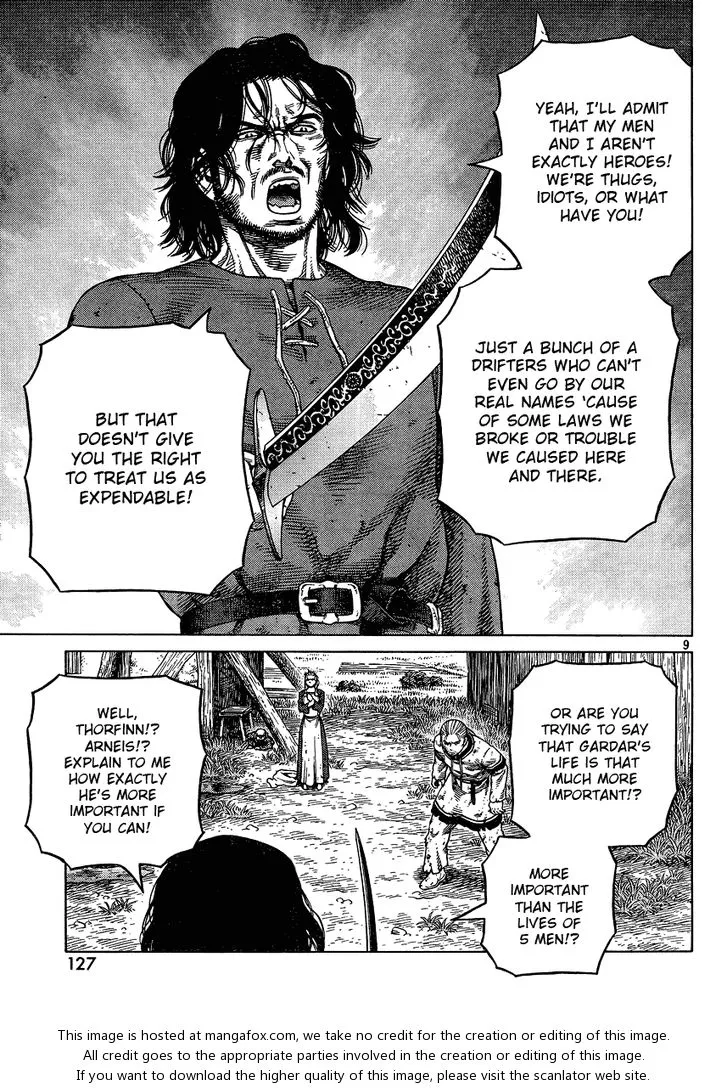 YEAH, I'LL ADMIT
THAT MY MEN
AND I AREN'T
EXACTLY HEROES!
WE'RE THUGS,
IDIOTS, OR WHAT
HAVE YOU!
JUST A BUNCH OF A
DRIFTERS WHO CAN'T
EVEN GO BY OUR
REAL NAMES 'CAUSE
OF SOME LAWS WE
BROKE OR TROUBLE
WE CAUSED HERE
AND THERE.
BUT THAT
DOESN'T GIVE
YOU THE RIGHT
TO TREAT US AS
EXPENDABLE!
9
OR ARE YOU
TRYING TO SAY
THAT GARDAR'S
LIFE IS THAT
MUCH MORE
IMPORTANT!?
MORE
IMPORTANT
THAN THE
LIVES OF
5 MEN!?
WELL,
THORFINN!?
ARNEIS!?
EXPLAIN TO ME
HOW EXACTLY
HE'S MORE
IMPORTANT IF
YOU CAN!
127
This image is hosted at mangafox.com, we take no credit for the creation or editing of this image.
All credit goes to the appropriate parties involved in the creation or editing of this image.
If you want to download the higher quality of this image, please visit the scanlator web site.